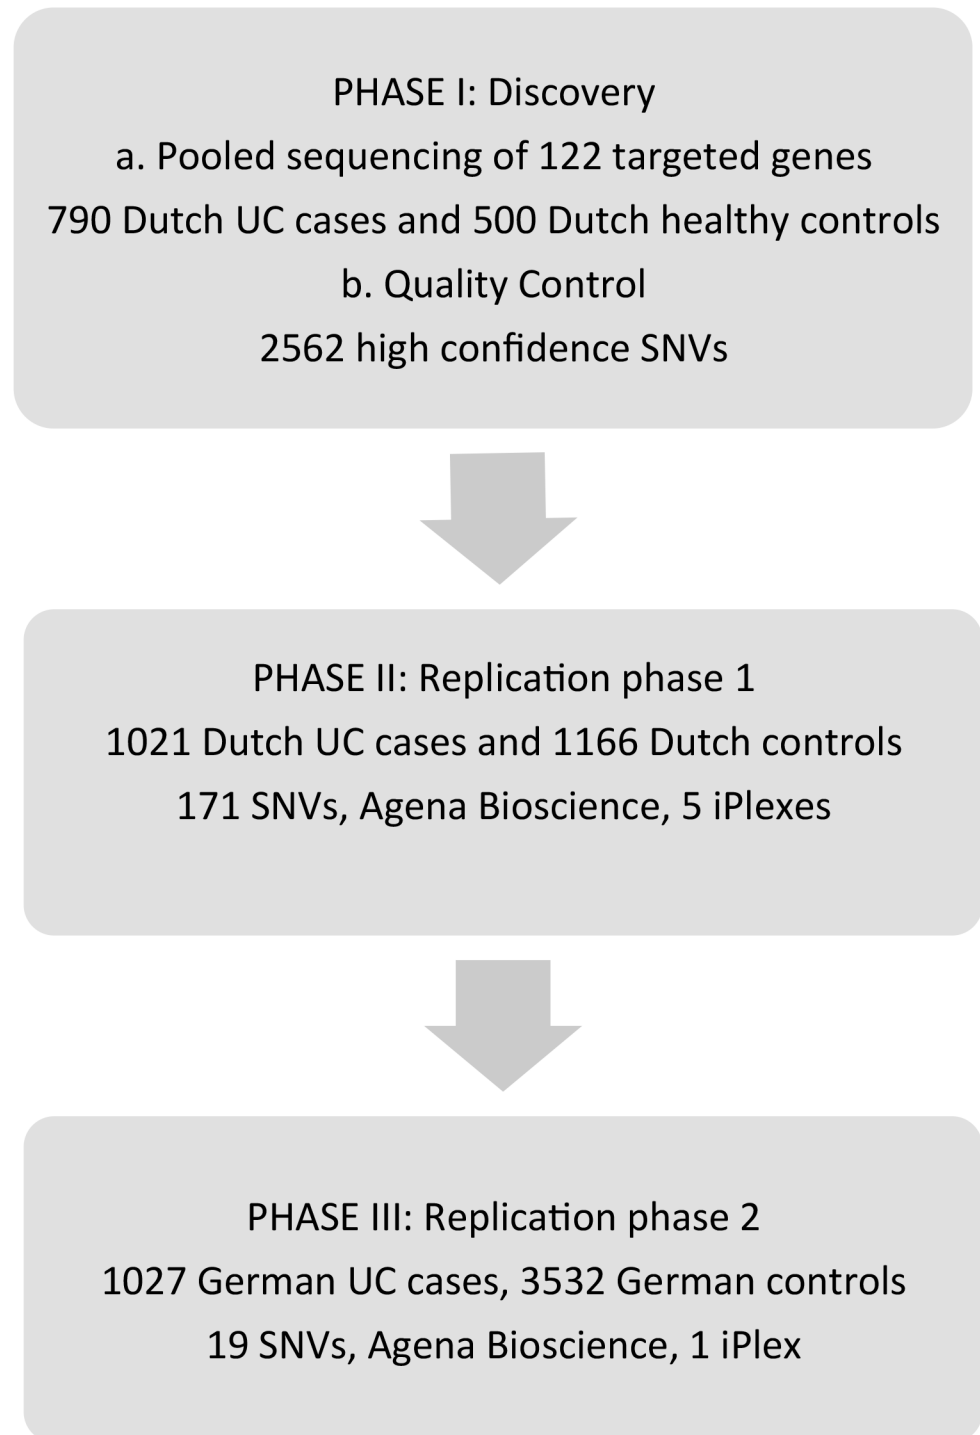 PHASE I: Discovery
a. Pooled sequencing of 122 targeted genes
790 Dutch UC cases and 500 Dutch healthy controls
b. Quality Control
2562 high confidence SNVs
PHASE II: Replication phase 1
1021 Dutch UC cases and 1166 Dutch controls
171 SNVs, Agena Bioscience, 5 iPlexes
PHASE III: Replication phase 2
1027 German UC cases, 3532 German controls
19 SNVs, Agena Bioscience, 1 iPlex